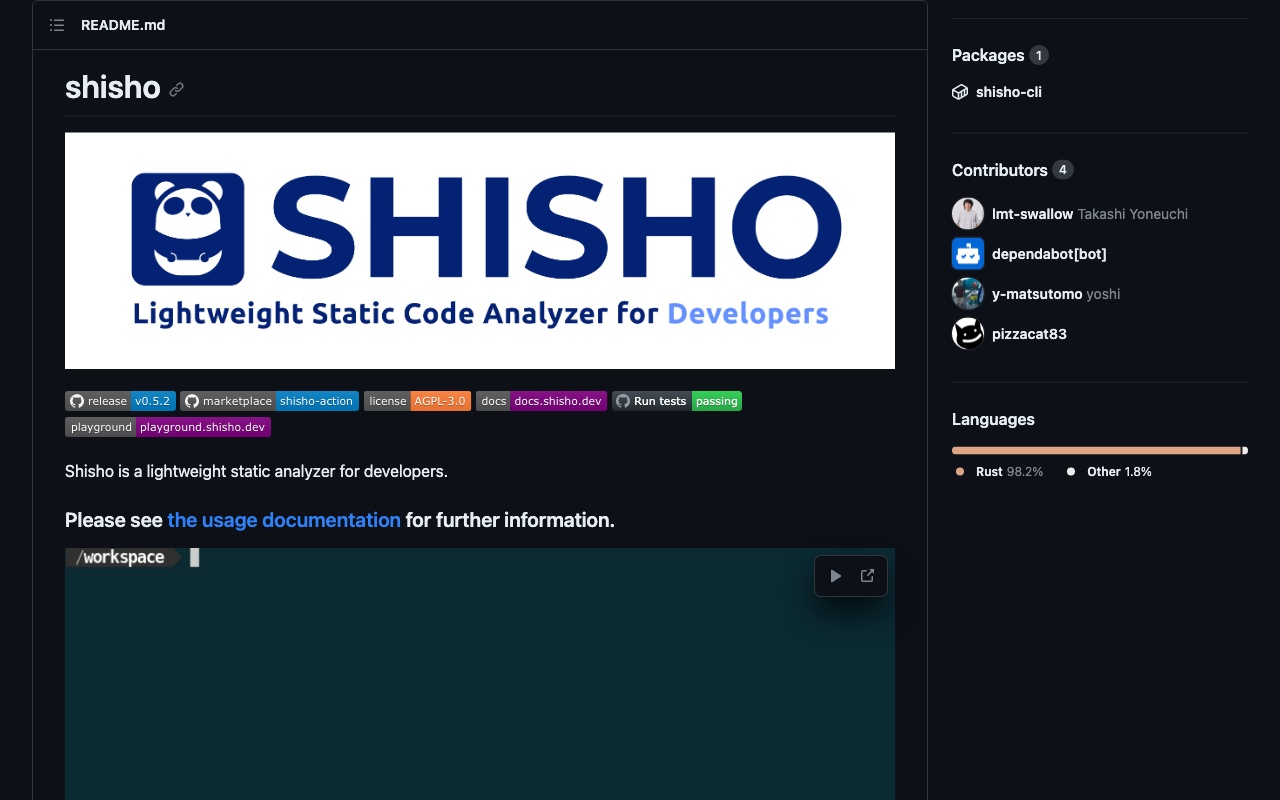 README.md
shisho
SHISHO
Lightweight Static Code Analyzer for Developers
release v0.5.2 marketplace shisho-action license AGPL-3.0 docs docs.shisho.dev Run tests passing
playground playground.shisho.dev
Shisho is a lightweight static analyzer for developers.
Please see the usage documentation for further information.
/workspace
Packages 1
shisho-cli
Contributors 4
lmt-swallow Takashi Yoneuchi
dependabot[bot]
y-matsutomo yoshi
pizzacat83
Languages
Rust 98.2% Other 1.8%